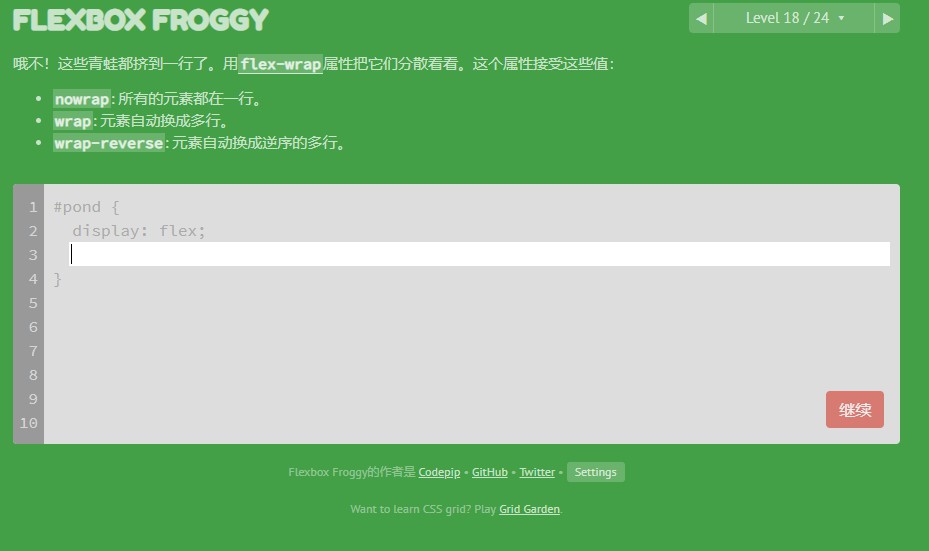 FLEXBOX FROGGY
◀ Level 18 / 24 ▾ ▶
哦不！这些青蛙都挤到一行了。用flex-wrap属性把它们分散看看。这个属性接受这些值：
• nowrap: 所有的元素都在一行。
• wrap: 元素自动换成多行。
• wrap-reverse: 元素自动换成逆序的多行。
1 #pond {
2 display: flex;
3
4 }
5
6
7
8
9
10
继续
Flexbox Froggy的作者是 Codepip • GitHub • Twitter • Settings
Want to learn CSS grid? Play Grid Garden.